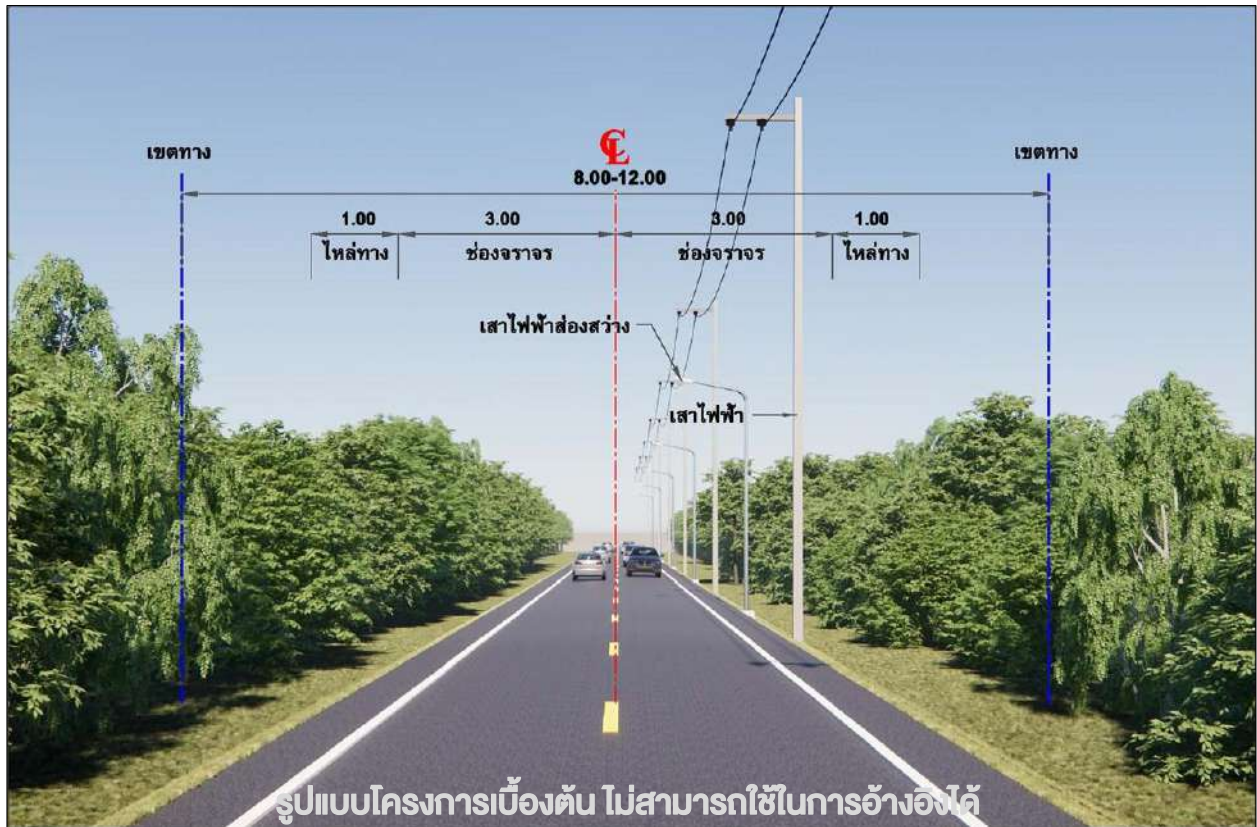 เขตทาง
เขตทาง
CL
8.00-12.00
1.00
3.00
3.00
1.00
ไหล่ทาง
ช่องจราจร
ช่องจราจร
ไหล่ทาง
เสาไฟฟ้าส่องสว่าง
เสาไฟฟ้า
รูปแบบโครงการเบื้องต้น ไม่สามารถใช้ในการอ้างอิงได้